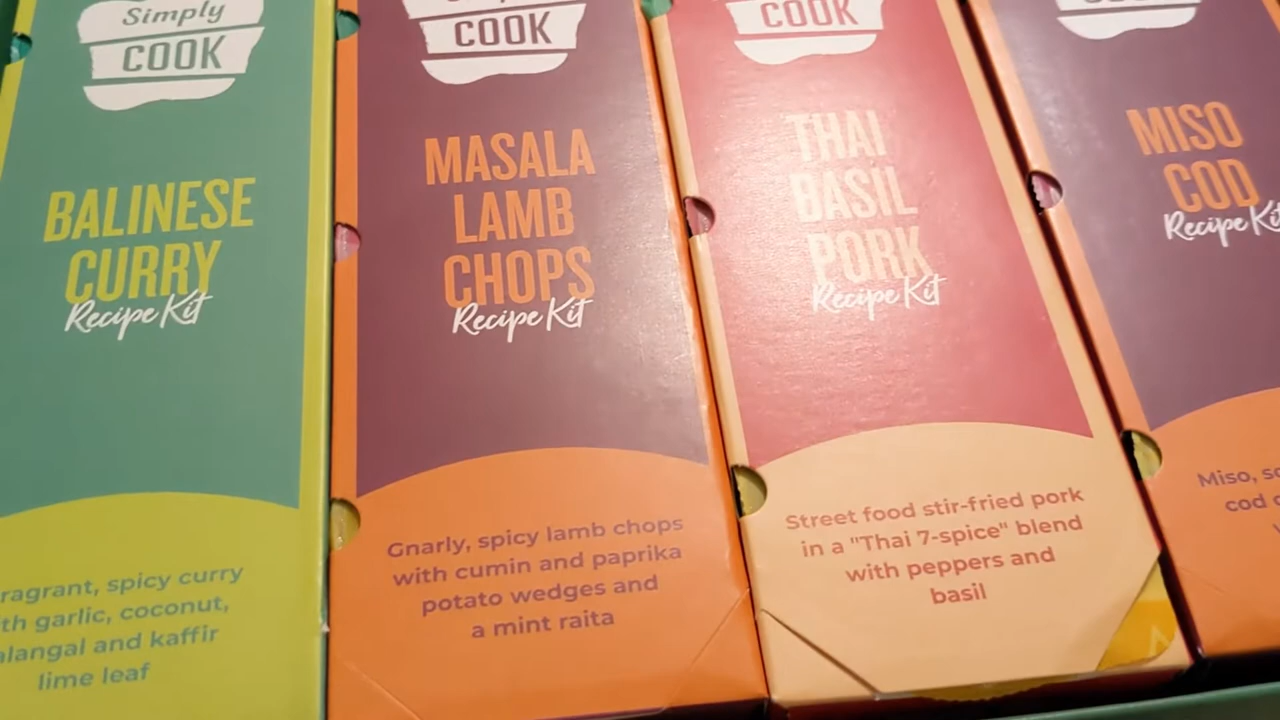 Simply
COOK
BALINESE
CURRY
Recipe Kit
spicy curry
garlic, coconut,
and kaffir
lime leaf
COOK
MASALA
LAMB
CHOPS
Recipe Kit
Gnarly, spicy lamb chops
with cumin and paprika
potato wedges and
a mint raita
COOK
THAI
BASIL
PORK
Recipe Kit
Street food stir-fried pork
in a "Thai 7-spice" blend
with peppers and
basil
MISO
COD
Recipe Kit
Miso,
cod